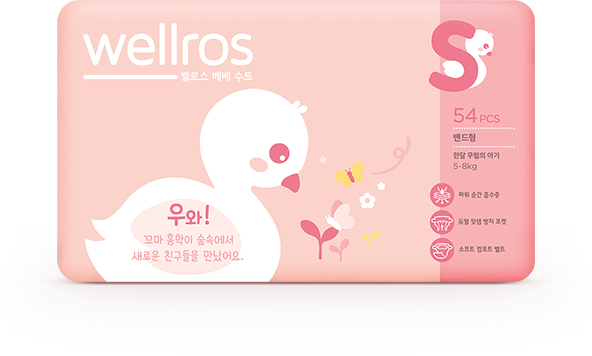 wellros
웰로스 베베 수트
S
54 PCS
밴드형
한달 무렵의 아기
5-8kg
파워 순간 흡수층
듀얼 뒷샘 방지 포켓
소프트 컴포트 벨트
우와!
꼬마 홍학이 숲속에서
새로운 친구들을 만났어요.